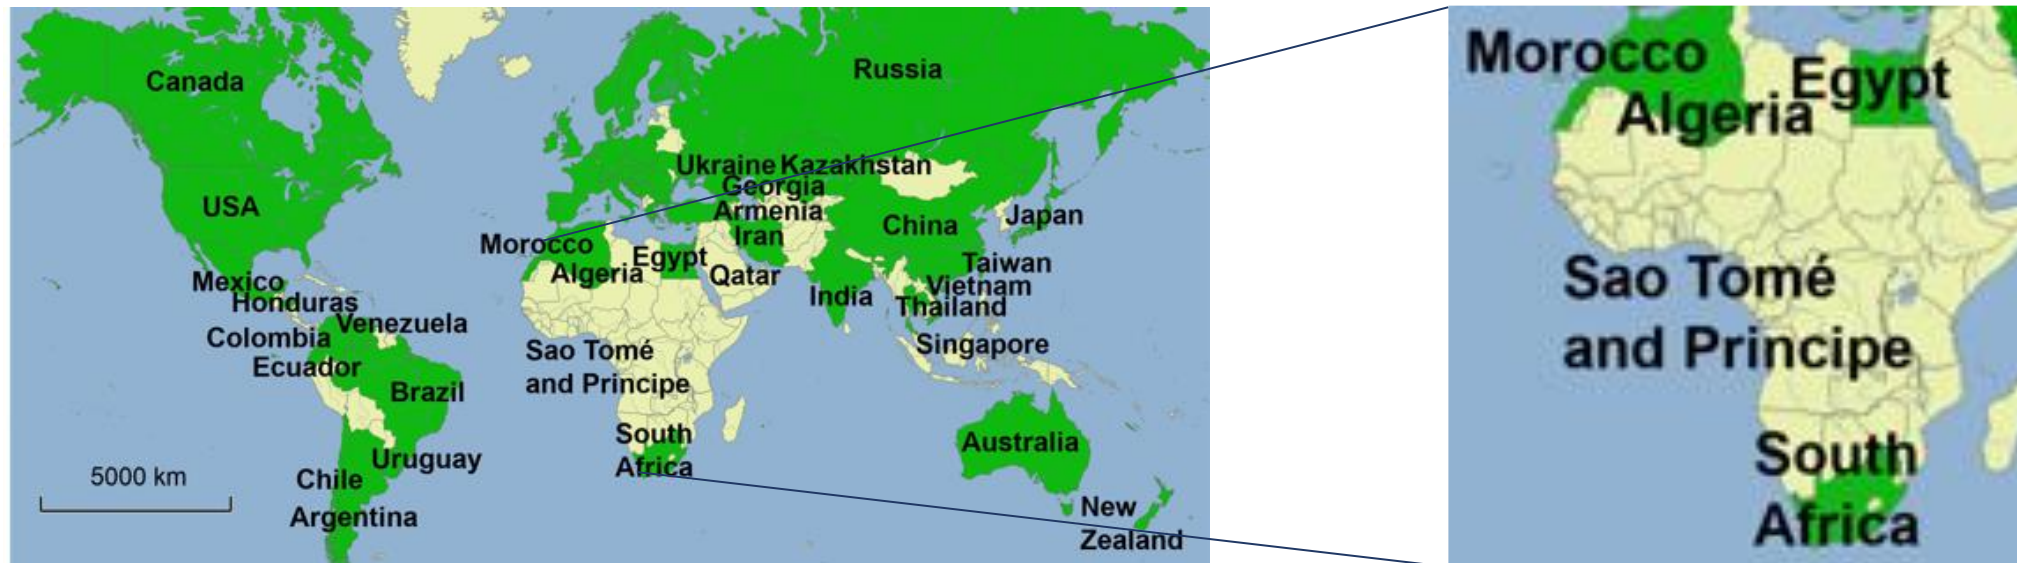 Canada
Russia
Ukraine
Kazakhstan
Georgia
USA
Armenia
China
Japan
Iran
Morocco
Egypt
Algeria
Qatar
Taiwan
Mexico
Vietnam
India
Honduras
Thailand
Venezuela
Colombia
Singapore
Sao Tomé
and Principe
Ecuador
Brazil
South
Africa
Australia
Uruguay
5000 km
Chile
Argentina
New
Zealand
Morocco
Egypt
Algeria
Sao Tomé
and Principe
South
Africa